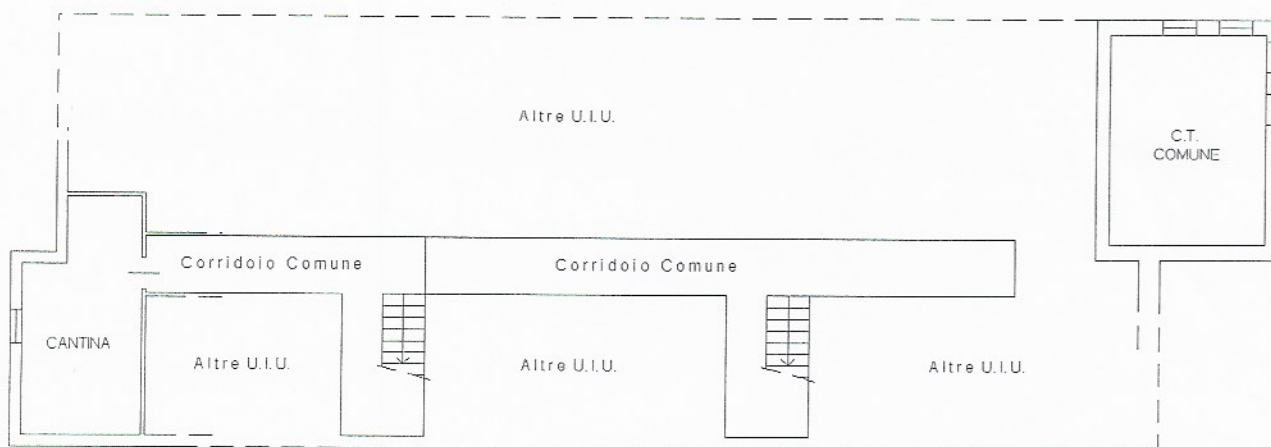 Altre U.I.U.
C.T.
COMUNE
Corridoio Comune
Corridoio Comune
CANTINA
Altre U.I.U.
Altre U.I.U.
Altre U.I.U.